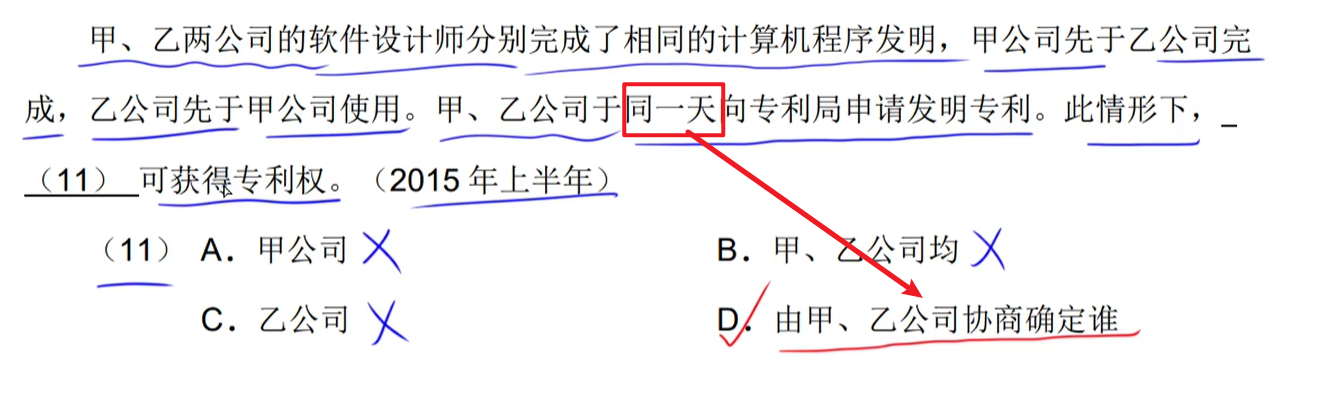 甲、乙两公司的软件设计师分别完成了相同的计算机程序发明，甲公司先于乙公司完
成，乙公司先于甲公司使用。甲、乙公司于同一天向专利局申请发明专利。此情形下，_
（11） 可获得专利权。（2015 年上半年）
（11） A．甲公司 B．甲、乙公司均
C．乙公司 D．由甲、乙公司协商确定谁